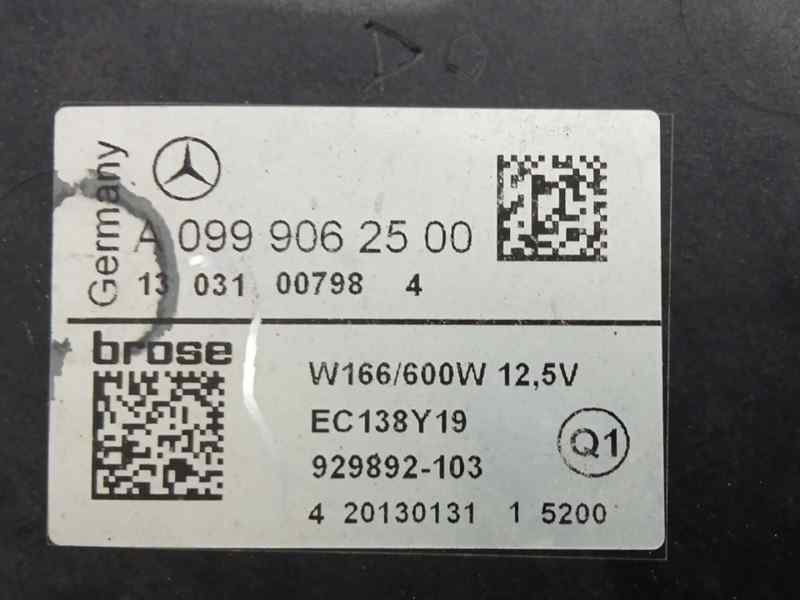 Germany
A 099 906 25 00
13 031 00798 4
brose
W166/600W 12,5V
EC138Y19
929892-103
Q1
4 20130131 1 5200